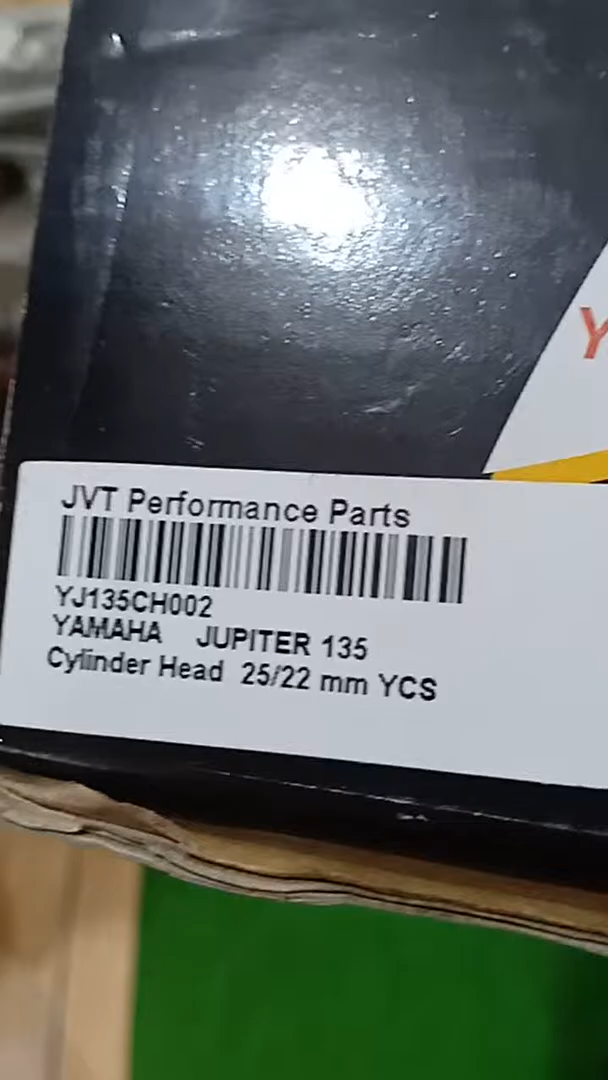 Y
JVT Performance Parts
YJ135CH002
YAMAHA JUPITER 135
Cylinder Head 25/22 mm YCS